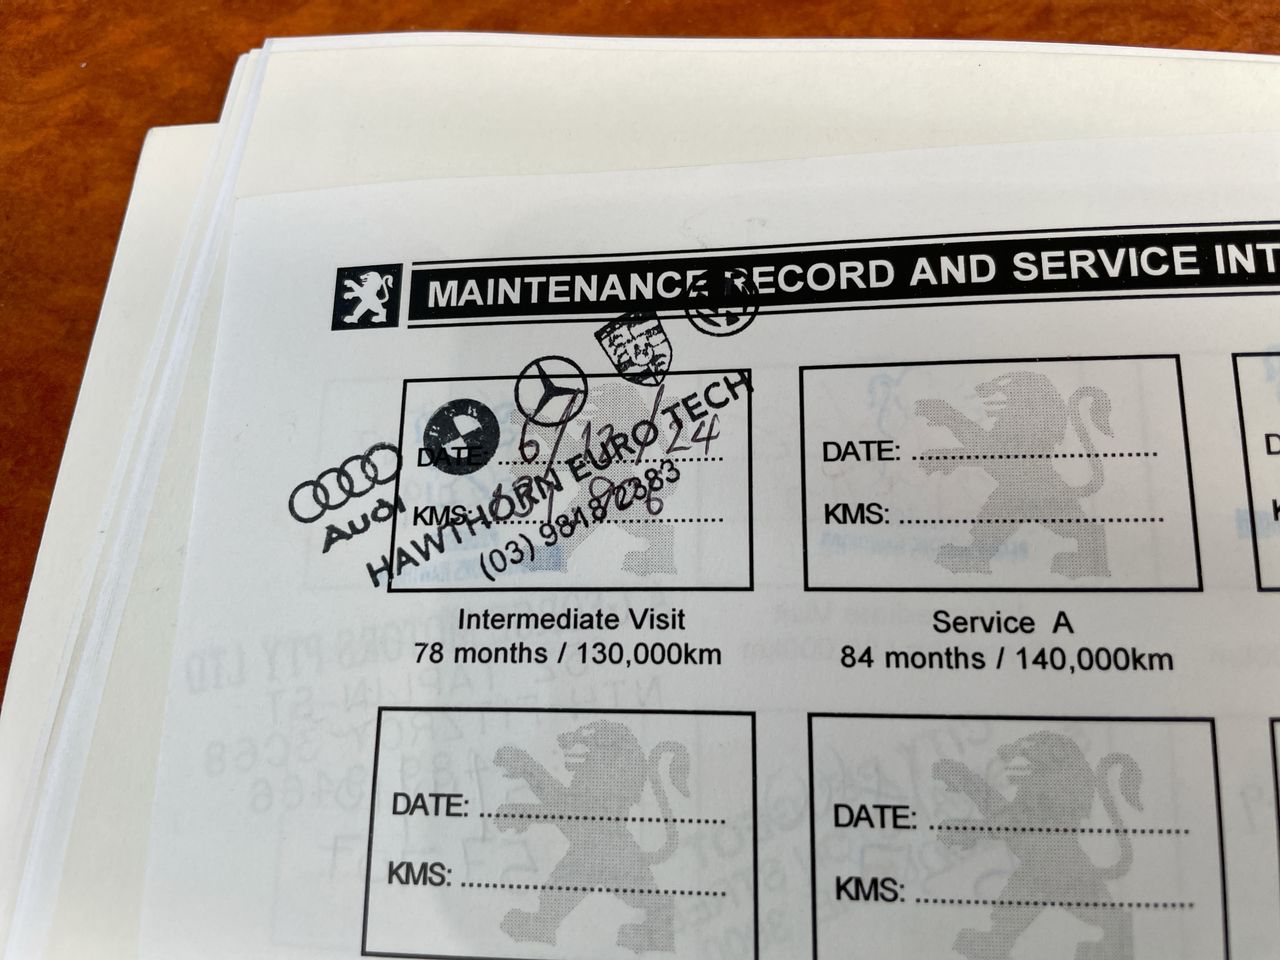 MAINTENANCE RECORD AND SERVICE INT
DATE: 6/12/24
KMS:
Audi
HAWTHORN EURO TECH
(03) 9818 2383
Intermediate Visit
78 months / 130,000km
DATE:
KMS:
Service A
84 months / 140,000km
DATE:
KMS:
DATE:
KMS: